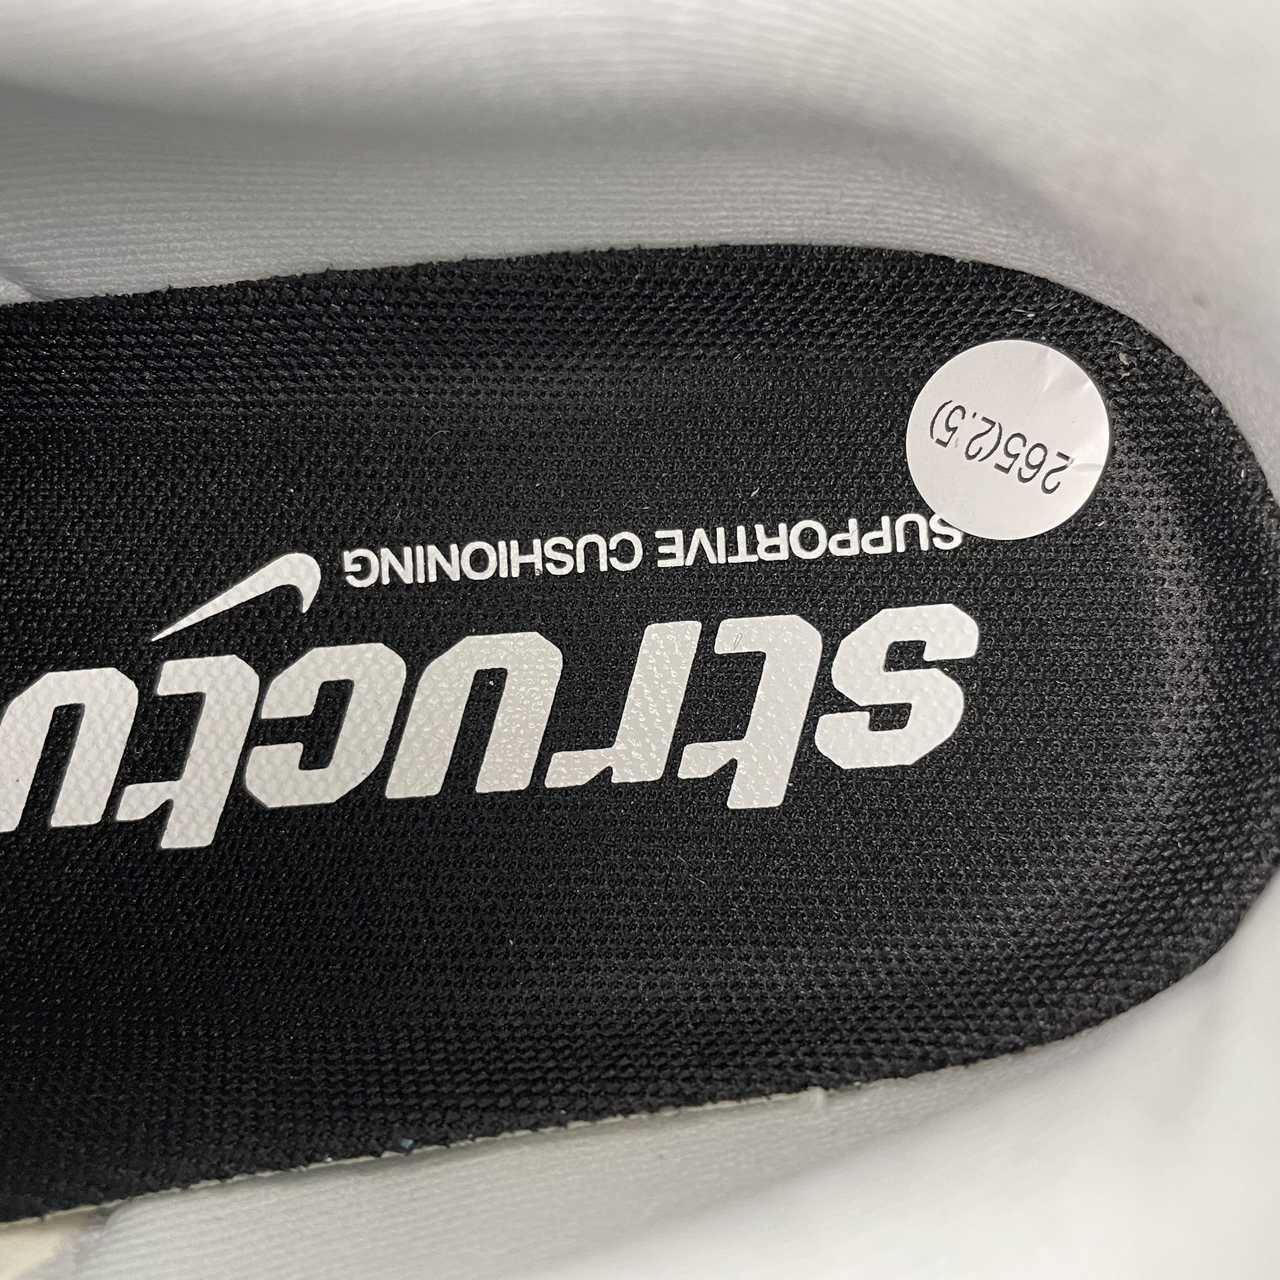 structu
SUPPORTIVE CUSHIONING
265(2.5)